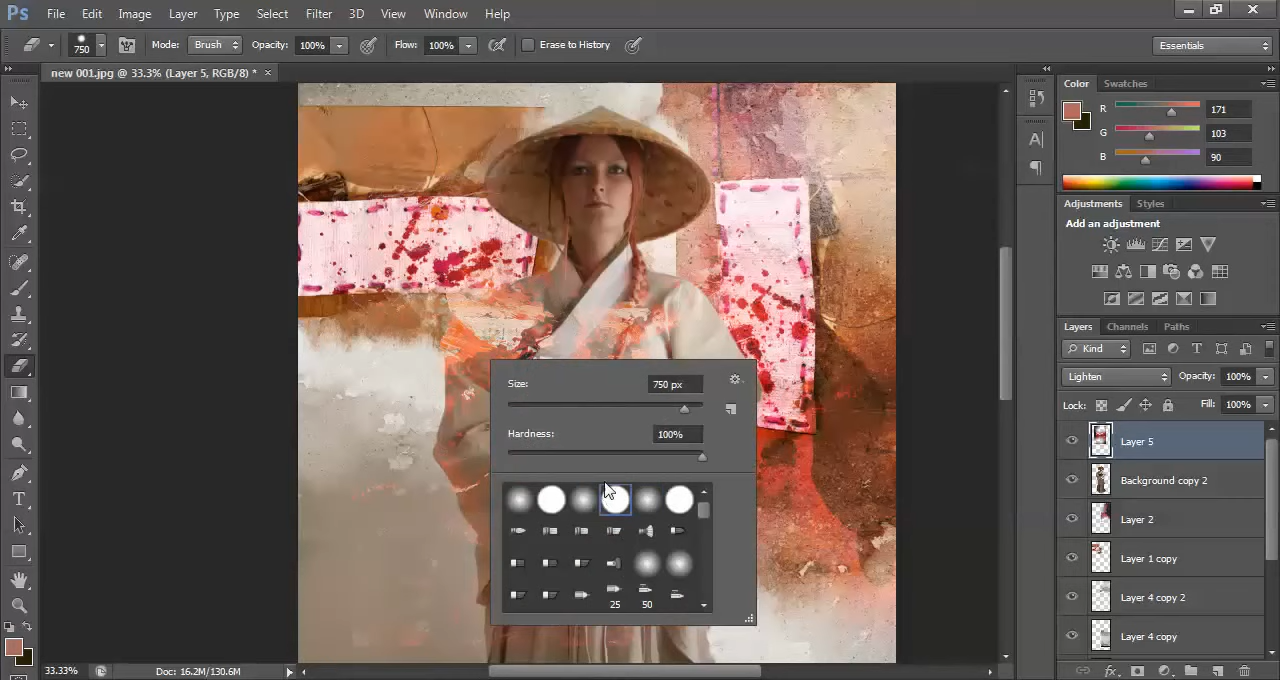 Ps File Edit Image Layer Type Select Filter 3D View Window Help
750 Mode: Brush Opacity: 100% Flow: 100% Erase to History Essentials
new 001.jpg @ 33.3% (Layer 5, RGB/8) * ×
Color Swatches
R 171
G 103
B 90
Adjustments Styles
Add an adjustment
Layers Channels Paths
Kind
Lighten Opacity: 100%
Lock: Fill: 100%
Layer 5
Background copy 2
Layer 2
Layer 1 copy
Layer 4 copy 2
Layer 4 copy
Size: 750 px
Hardness: 100%
25 50
33.33% Doc: 16.2M/130.6M